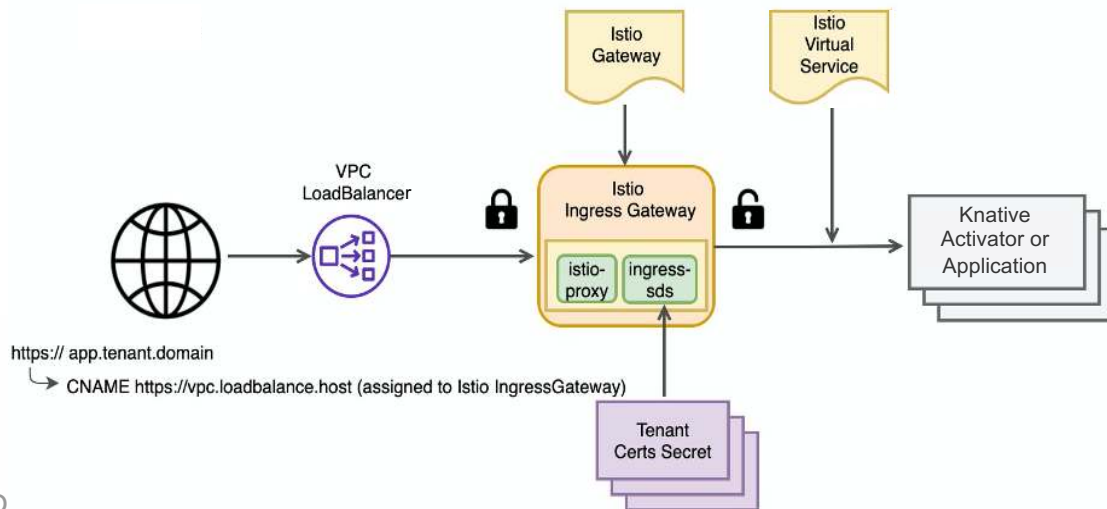 Istio
Gateway
Istio
Virtual
Service
VPC
LoadBalancer
Istio
Ingress Gateway
istio-
proxy
ingress-
sds
Knative
Activator or
Application
https:// app.tenant.domain
CNAME https://vpc.loadbalance.host (assigned to Istio IngressGateway)
Tenant
Certs Secret